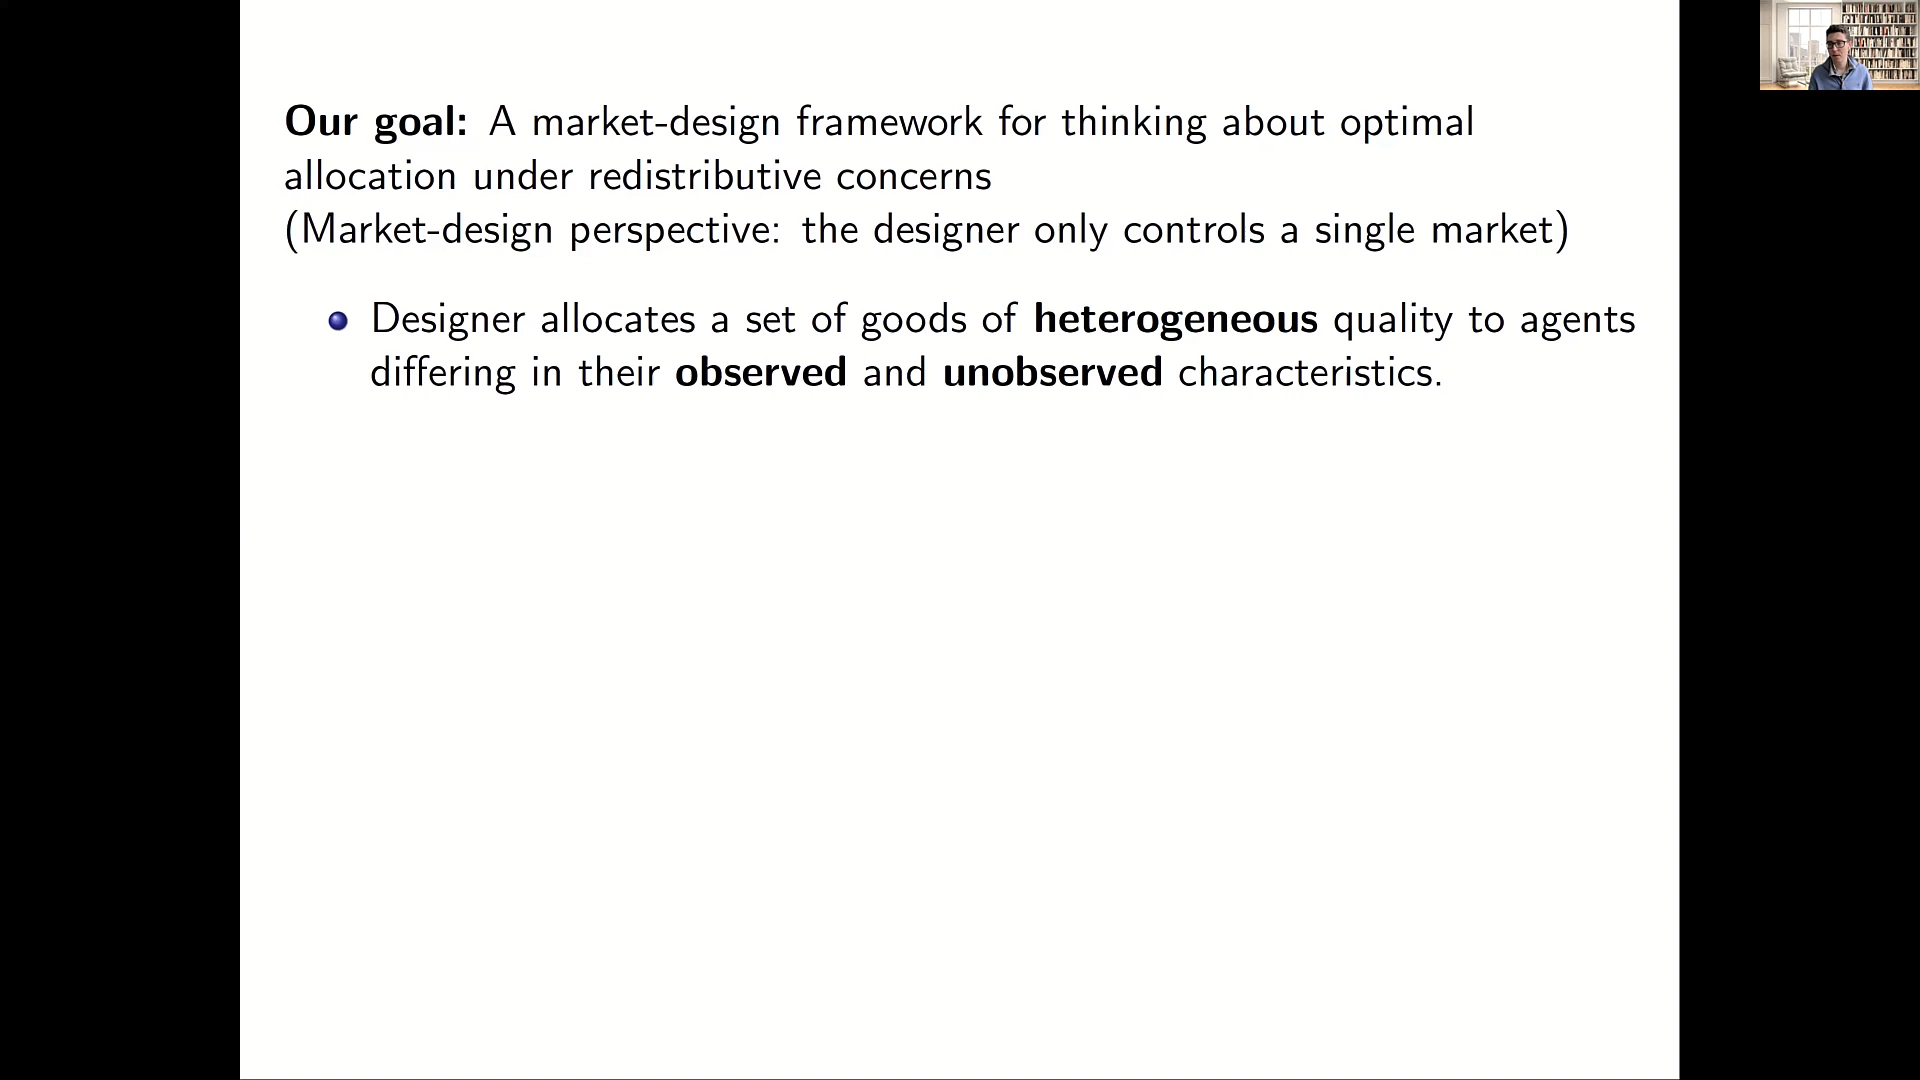 Our goal: A market-design framework for thinking about optimal
allocation under redistributive concerns
(Market-design perspective: the designer only controls a single market)
Designer allocates a set of goods of heterogeneous quality to agents
differing in their observed and unobserved characteristics.